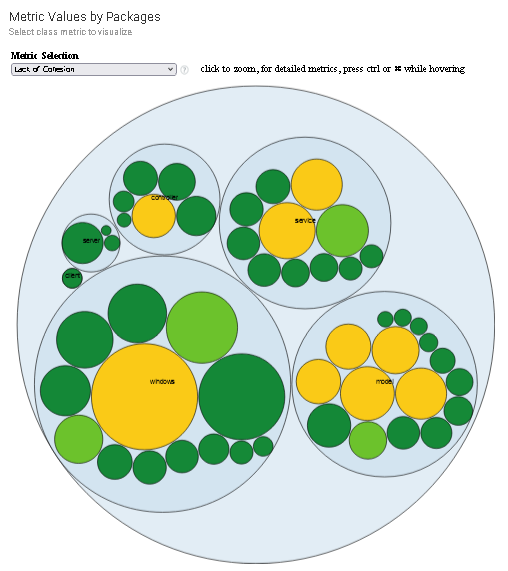 Metric Values by Packages
Select class metric to visualize
Metric Selection
Lack of Cohesion
?
click to zoom, for detailed metrics, press ctrl or ⌘ while hovering
controller
service
server
client
windows
model